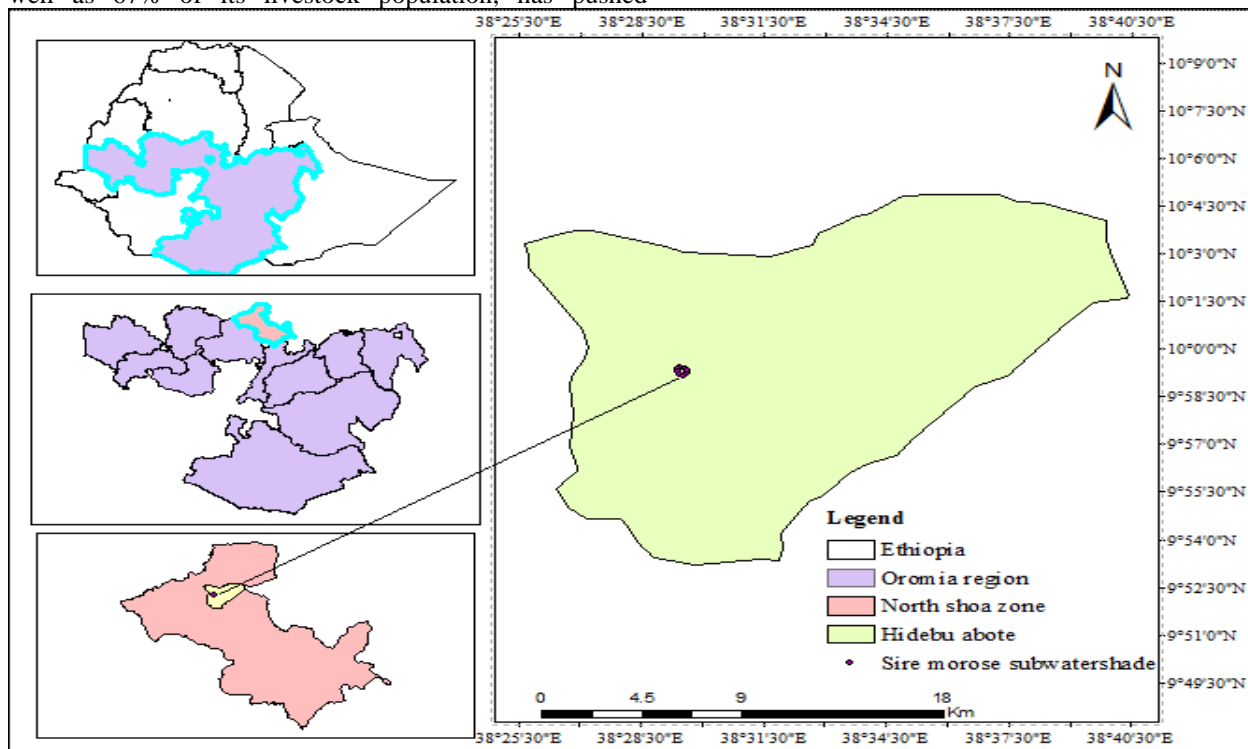 well as 67% of its livestock population, has pushed
38°25'30"E 38°28'30"E 38°31'30"E 38°34'30"E 38°37'30"E 38°40'30"E
N
10°9'0"N
10°7'30"N
10°6'0"N
10°4'30"N
10°3'0"N
10°1'30"N
10°0'0"N
9°58'30"N
9°57'0"N
9°55'30"N
9°54'0"N
9°52'30"N
9°51'0"N
9°49'30"N
Legend
Ethiopia
Oromia region
North shoa zone
Hidebu abote
Sire morose subwatershade
0 4.5 9 18
Km
38°25'30"E 38°28'30"E 38°31'30"E 38°34'30"E 38°37'30"E 38°40'30"E